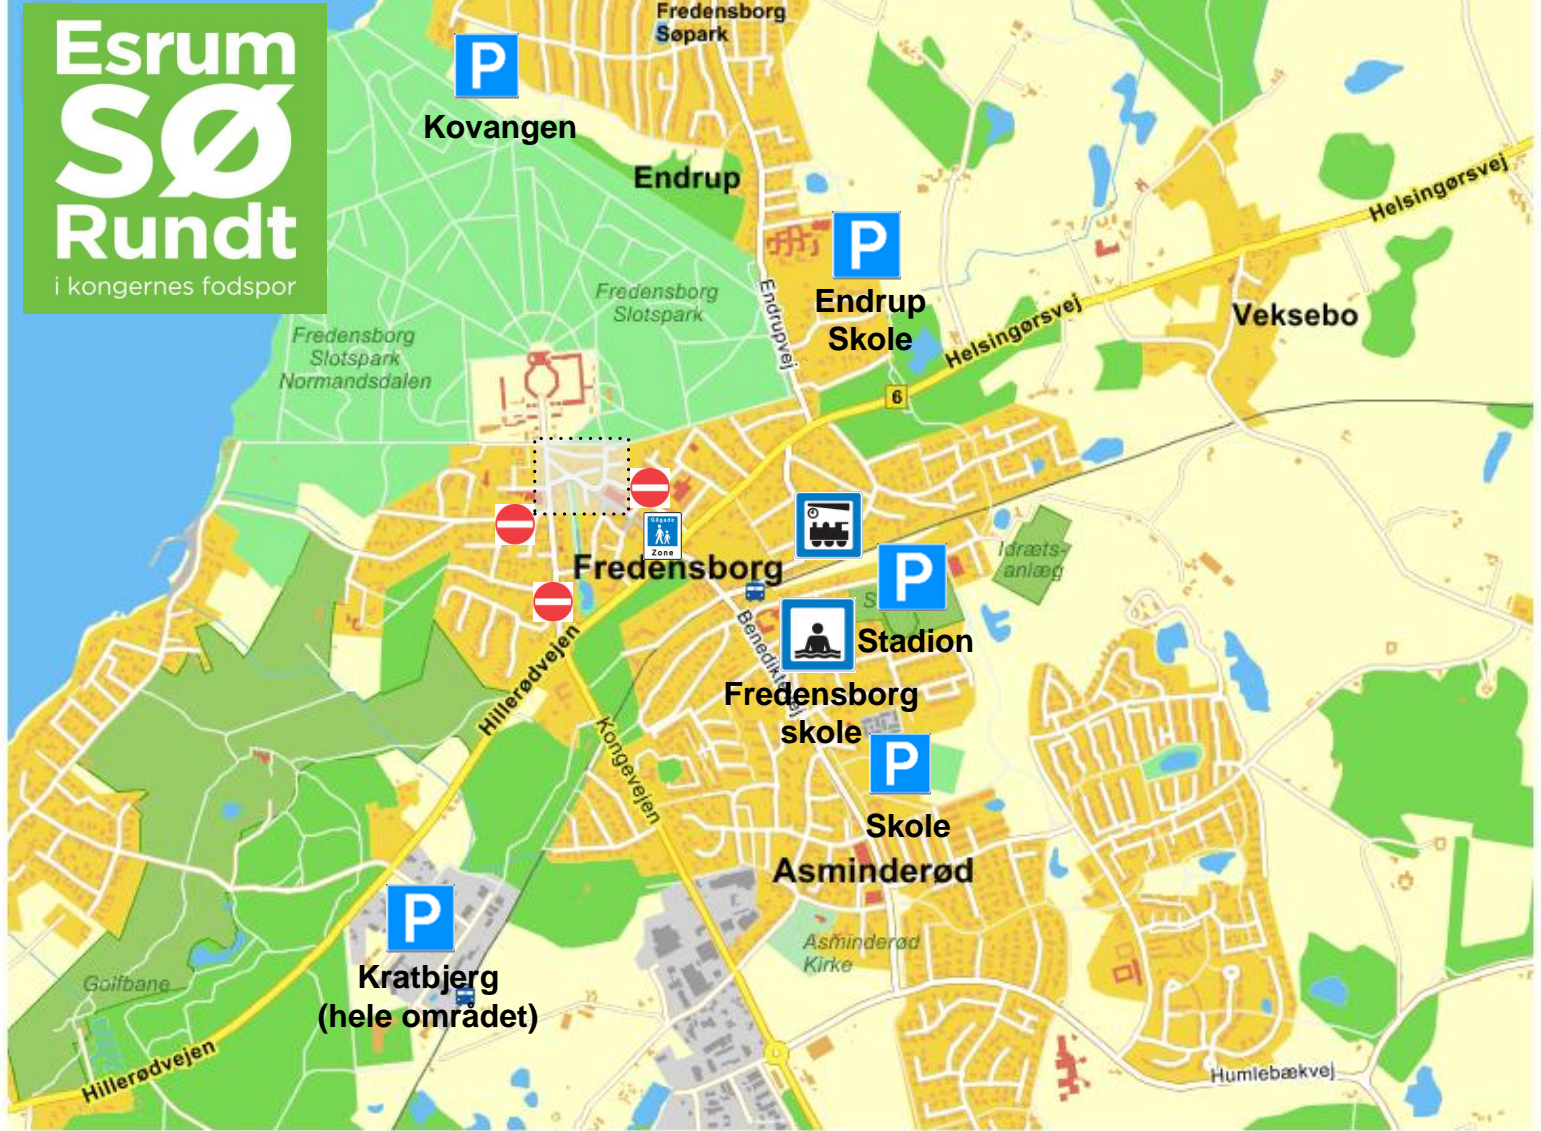 Esrum
SØ
Rundt
i kongernes fodspor
Fredensborg
Søpark
P
Kovangen
Endrup
P
Endrup
Skole
Endrupvej
Helsingørsvej
Helsingørsvej
Veksebo
6
Fredensborg
Slotspark
Fredensborg
Slotspark
Normandsdalen
Gågade
Zone
Fredensborg
Idræts-
anlæg
P
S
Stadion
Benedikte
ej
Fredensborg
skole
P
Skole
Hillerødvejen
Kongevejen
Asminderød
Asminderød
Kirke
P
Kratbjerg
(hele området)
Golfbane
Hillerødvejen
Humlebækvej